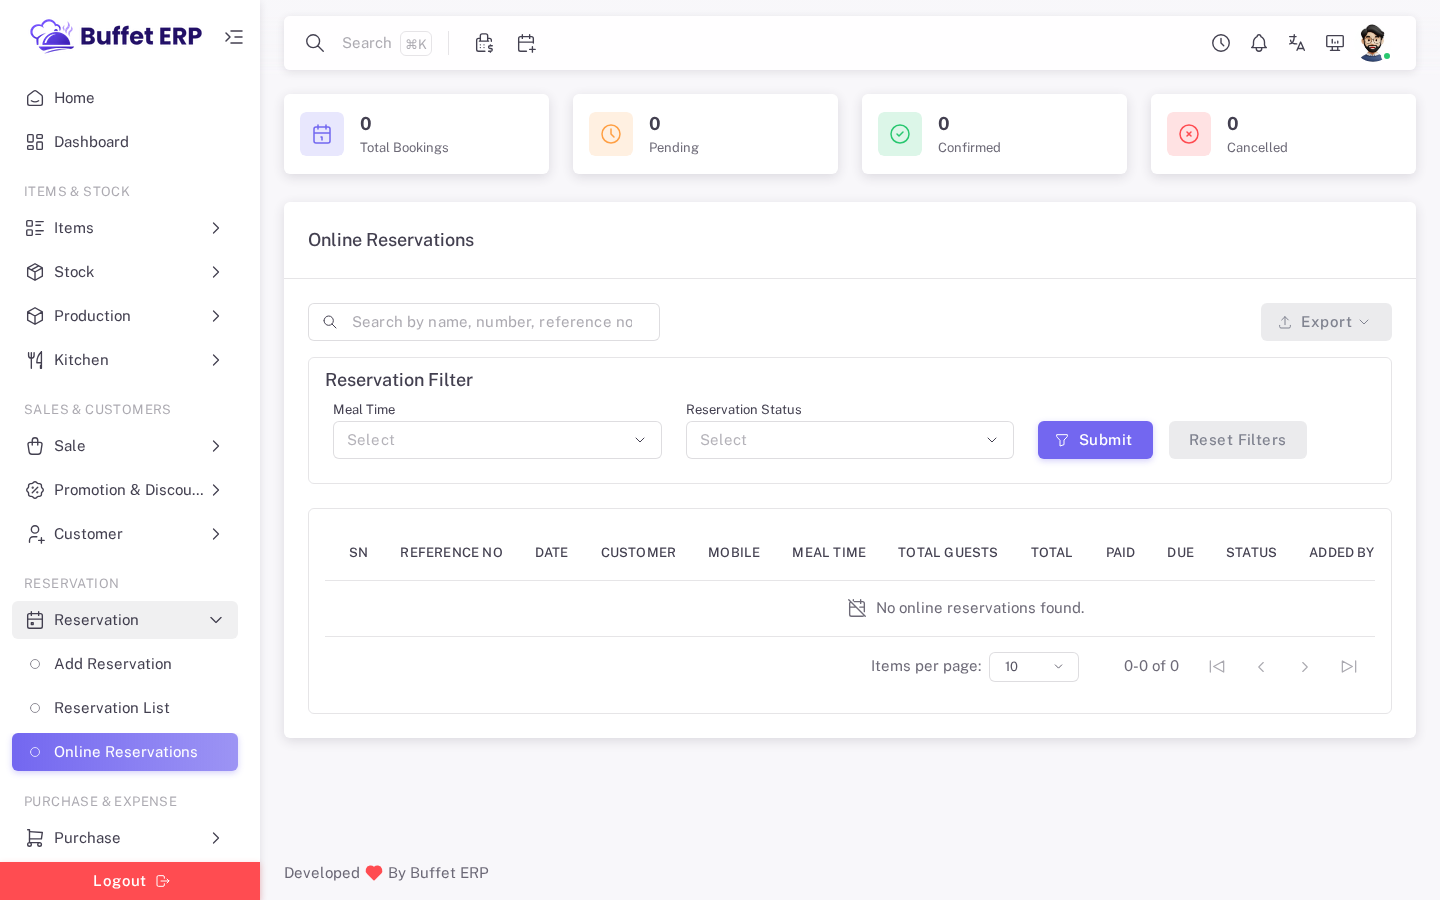 Buffet ERP
Home
Dashboard
ITEMS & STOCK
Items
Stock
Production
Kitchen
SALES & CUSTOMERS
Sale
Promotion & Discou...
Customer
RESERVATION
Reservation
Add Reservation
Reservation List
Online Reservations
PURCHASE & EXPENSE
Purchase
Logout
Search ⌘K
0
Total Bookings
0
Pending
0
Confirmed
0
Cancelled
Online Reservations
Search by name, number, reference no
Export
Reservation Filter
Meal Time
Select
Reservation Status
Select
Submit
Reset Filters
SN REFERENCE NO DATE CUSTOMER MOBILE MEAL TIME TOTAL GUESTS TOTAL PAID DUE STATUS ADDED BY
No online reservations found.
Items per page: 10 0-0 of 0
Developed By Buffet ERP